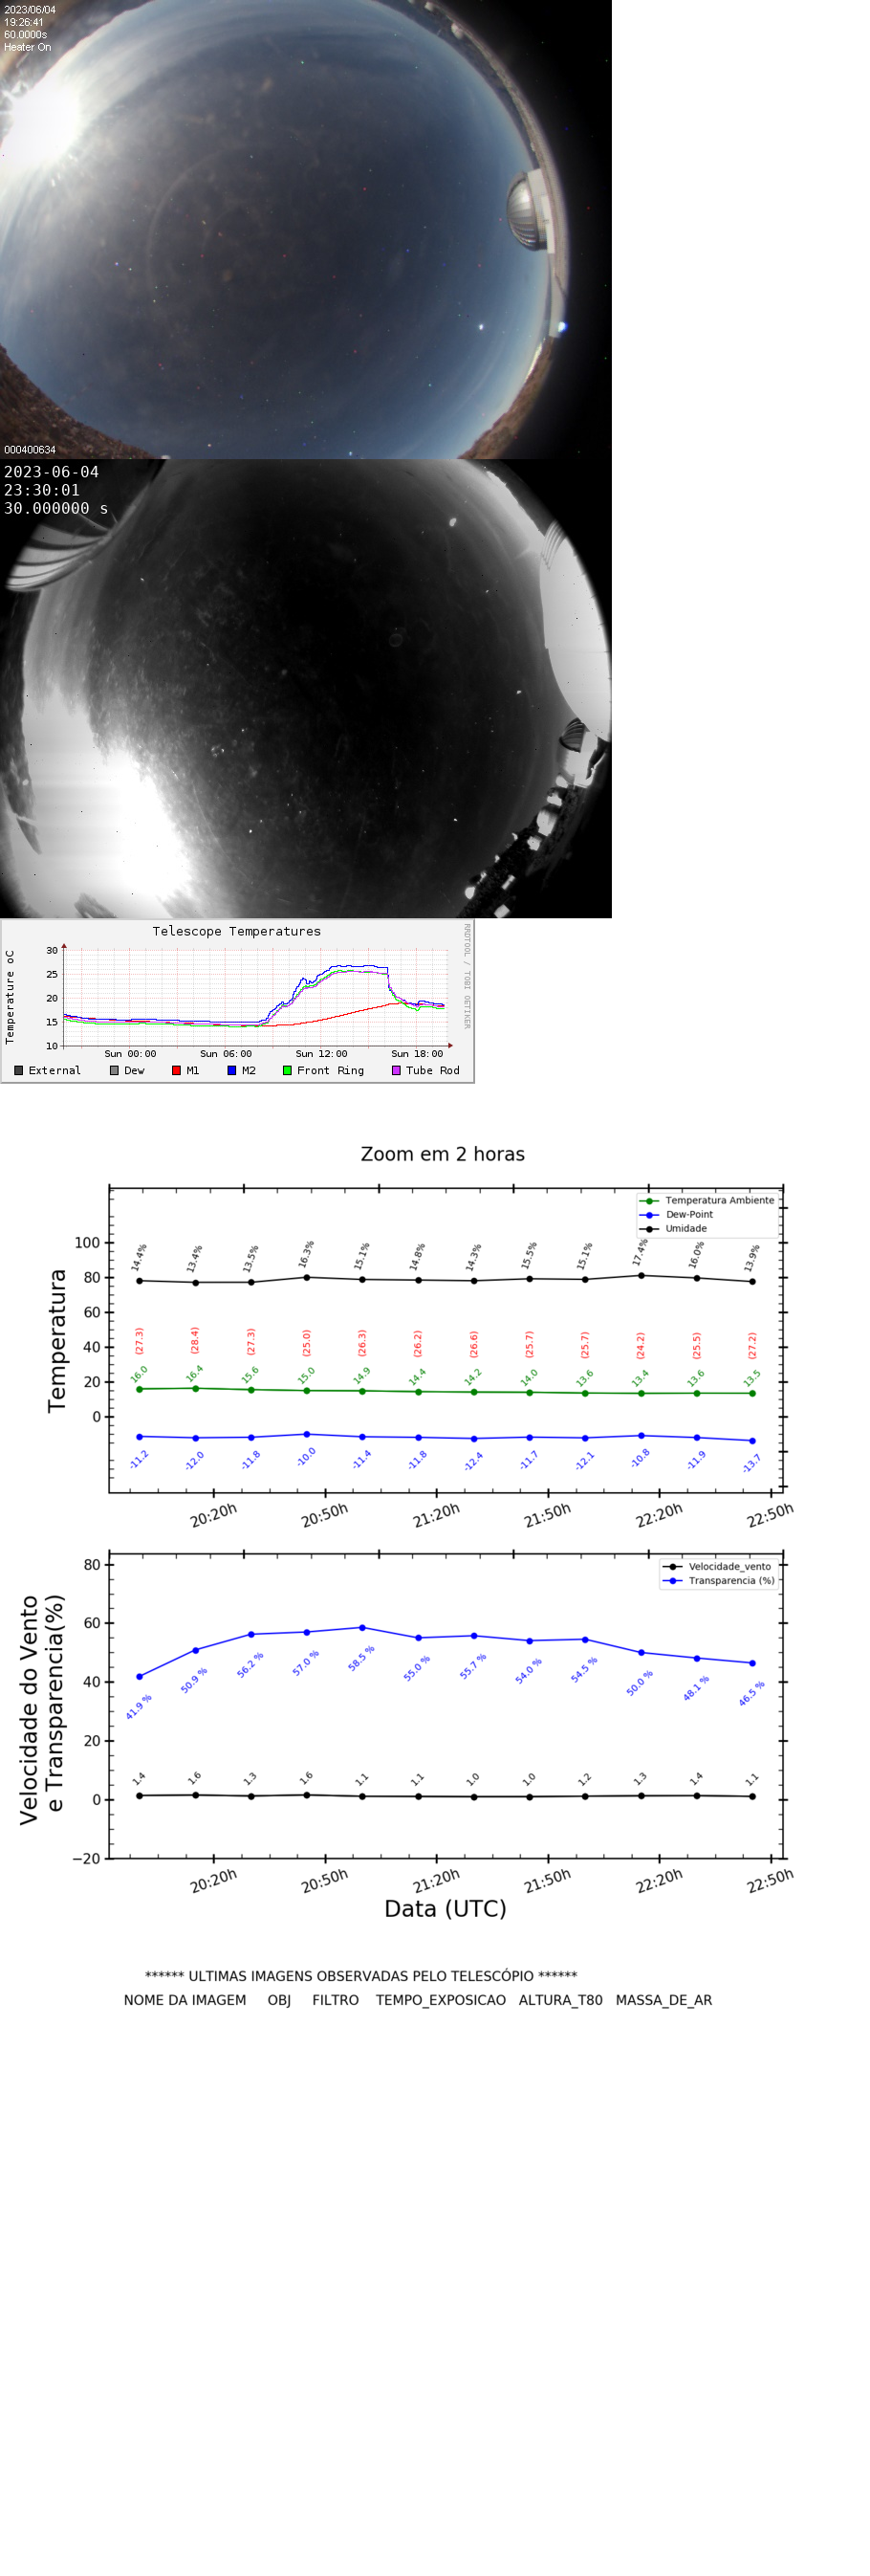 2023/06/04
19:26:41
60.0000s
Heater On
000400634
2023-06-04
23:30:01
30.000000 s
Telescope Temperatures
RRDTOOL / TOBI OETIKER
Temperature oC
30
25
20
15
10
Sun 00:00 Sun 06:00 Sun 12:00 Sun 18:00
External Dew M1 M2 Front Ring Tube Rod
Zoom em 2 horas
Temperatura Ambiente
Dew-Point
Umidade
Temperatura
100
80
60
40
20
0
14.4% 13.4% 13.5% 16.3% 15.1% 14.8% 14.3% 15.5% 15.1% 17.4% 16.0% 13.9%
(27.3) (28.4) (27.3) (25.0) (26.3) (26.2) (26.6) (25.7) (25.7) (24.2) (25.5) (27.2)
16.0 16.4 15.6 15.0 14.9 14.4 14.2 14.0 13.6 13.4 13.6 13.5
-11.2 -12.0 -11.8 -10.0 -11.4 -11.8 -12.4 -11.7 -12.1 -10.8 -11.9 -13.7
20:20h 20:50h 21:20h 21:50h 22:20h 22:50h
Velocidade_vento
Transparencia (%)
Velocidade do Vento
e Transparencia(%)
80
60
40
20
0
−20
41.9 % 50.9 % 56.2 % 57.0 % 58.5 % 55.0 % 55.7 % 54.0 % 54.5 % 50.0 % 48.1 % 46.5 %
1.4 1.6 1.3 1.6 1.1 1.1 1.0 1.0 1.2 1.3 1.4 1.1
20:20h 20:50h 21:20h 21:50h 22:20h 22:50h
Data (UTC)
****** ULTIMAS IMAGENS OBSERVADAS PELO TELESCÓPIO ******
NOME DA IMAGEM OBJ FILTRO TEMPO_EXPOSICAO ALTURA_T80 MASSA_DE_AR